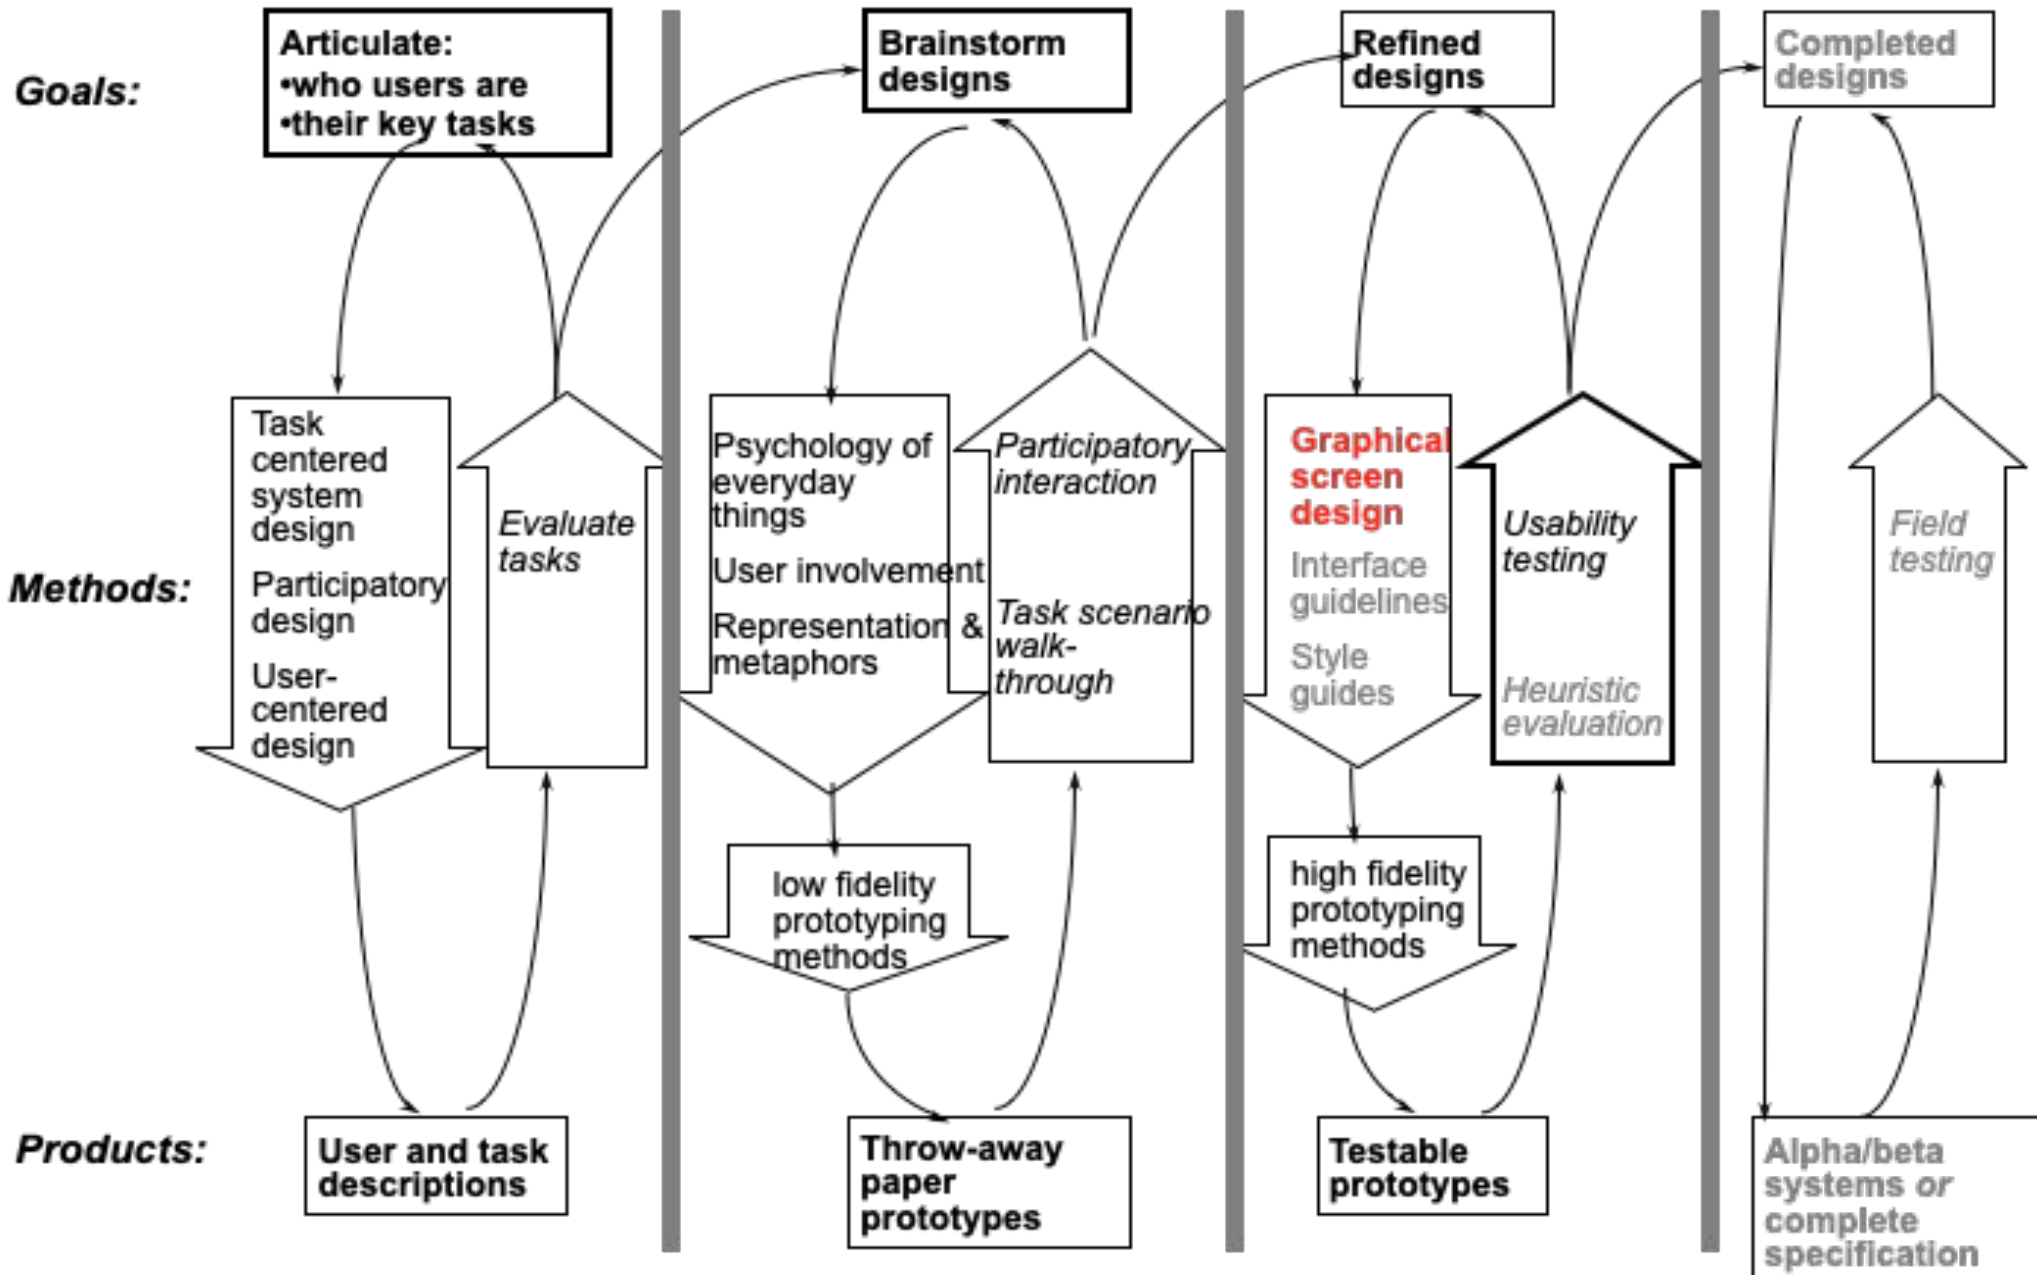 Goals:
Articulate:
•who users are
•their key tasks
Brainstorm
designs
Refined
designs
Completed
designs
Methods:
Task
centered
system
design
Participatory
design
User-
centered
design
Evaluate
tasks
Psychology of
everyday
things
User involvement
Representation &
metaphors
Participatory
interaction
Task scenario
walk-
through
Graphical
screen
design
Interface
guidelines
Style
guides
Usability
testing
Heuristic
evaluation
Field
testing
low fidelity
prototyping
methods
high fidelity
prototyping
methods
Products:
User and task
descriptions
Throw-away
paper
prototypes
Testable
prototypes
Alpha/beta
systems or
complete
specification